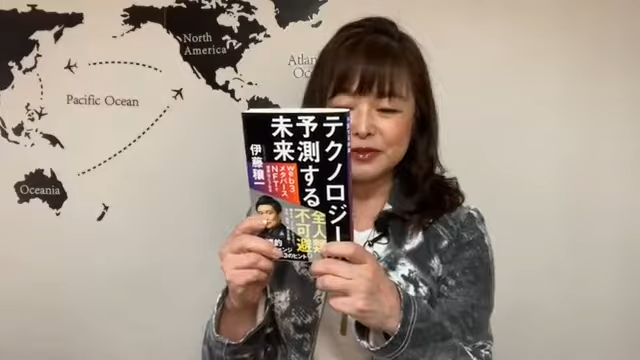 North
America
Atlan
Oc
Pacific Ocean
Oceania
テクノロジー
予測する
未来
伊藤穰一
web3
メタバース
NFTで
全人類
不可避